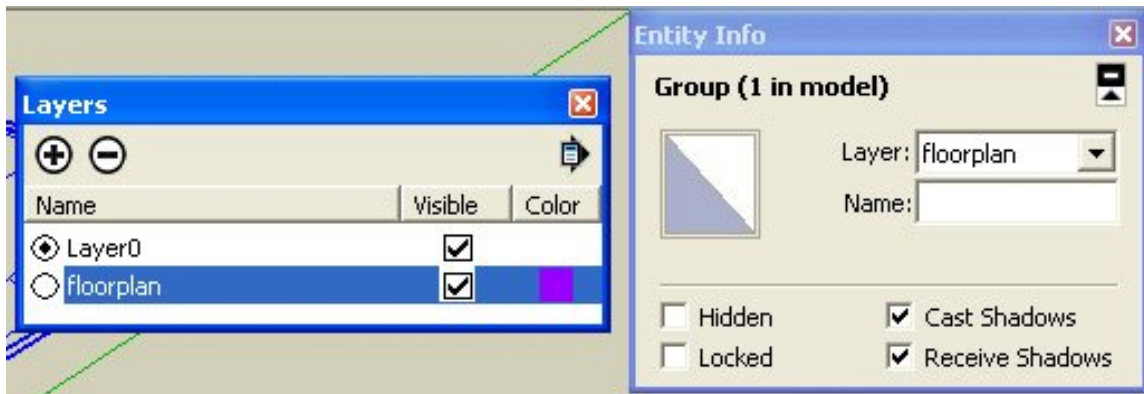 Layers
Name Visible Color
Layer0
floorplan
Entity Info
Group (1 in model)
Layer: floorplan
Name:
Hidden Cast Shadows
Locked Receive Shadows